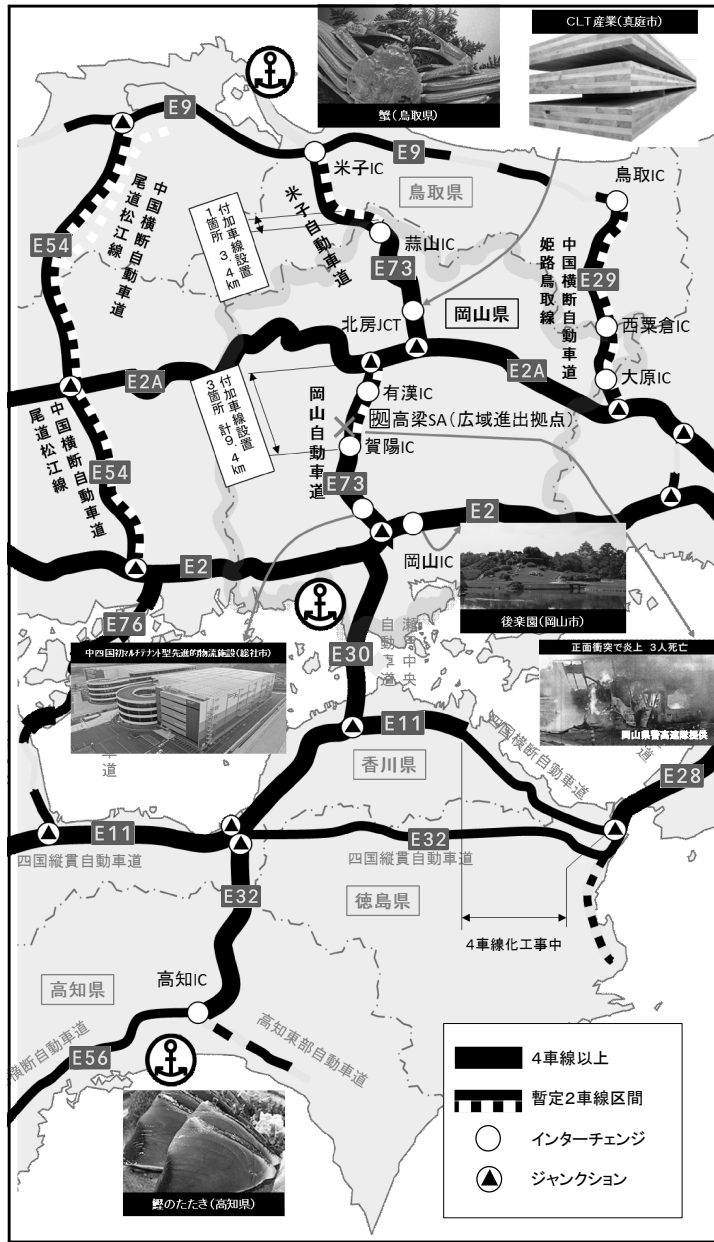 CLT産業(真庭市)
蟹(鳥取県)
E9
米子IC
E9
鳥取県
鳥取IC
中国横断自動車道
尾道松江線
付加車線設置
1箇所 3.4km
米子自動車道
蒜山IC
E73
中国横断自動車道
姫路鳥取線
E29
E54
北房JCT
岡山県
西粟倉IC
E2A
E2A
大原IC
付加車線設置
3箇所 計9.4km
有漢IC
拠高梁SA(広域進出拠点)
賀陽IC
岡山自動車道
中国横断自動車道
尾道松江線
E54
E73
E2
岡山IC
E2
後楽園(岡山市)
E76
中四国初マルチテナント型先進的物流施設(総社市)
車道
E30
瀬戸中央
自動車道
正面衝突で炎上 3人死亡
岡山県警高速隊提供
道
E11
四国横断自動車道
香川県
E28
E11
四国縦貫自動車道
E32
四国縦貫自動車道
E32
徳島県
4車線化工事中
高知IC
高知県
高知東部自動車道
横断自動車道
E56
鰹のたたき(高知県)
4車線以上
暫定2車線区間
インターチェンジ
ジャンクション